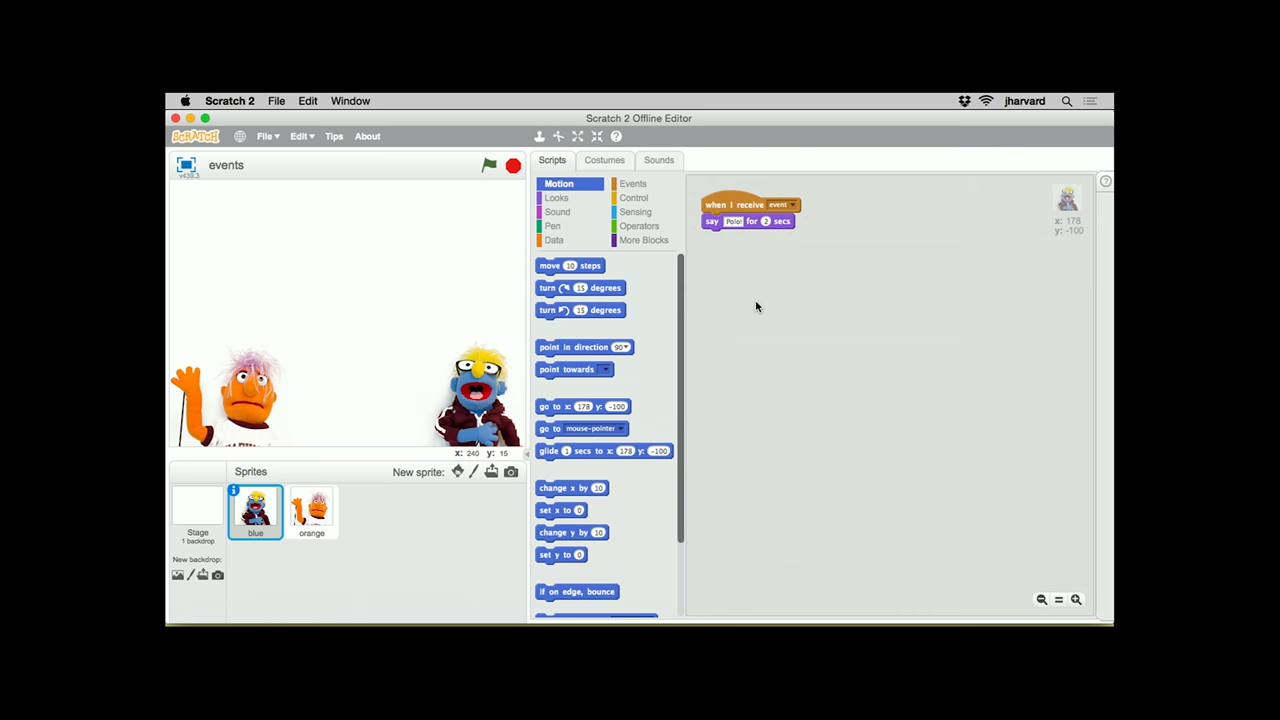 Scratch 2 File Edit Window jharvard
Scratch 2 Offline Editor
SCRATCH File Edit Tips About
v439.3
events
Scripts Costumes Sounds
Motion Events
Looks Control
Sound Sensing
Pen Operators
Data More Blocks
move 10 steps
turn 15 degrees
turn 15 degrees
point in direction 90
point towards
go to x: 178 y: -100
go to mouse-pointer
glide 1 secs to x: 178 y: -100
change x by 10
set x to 0
change y by 10
set y to 0
if on edge, bounce
when I receive event
say Polo! for 2 secs
x: 178
y: -100
x: 240 y: 15
Sprites New sprite:
Stage
1 backdrop
New backdrop:
blue
orange